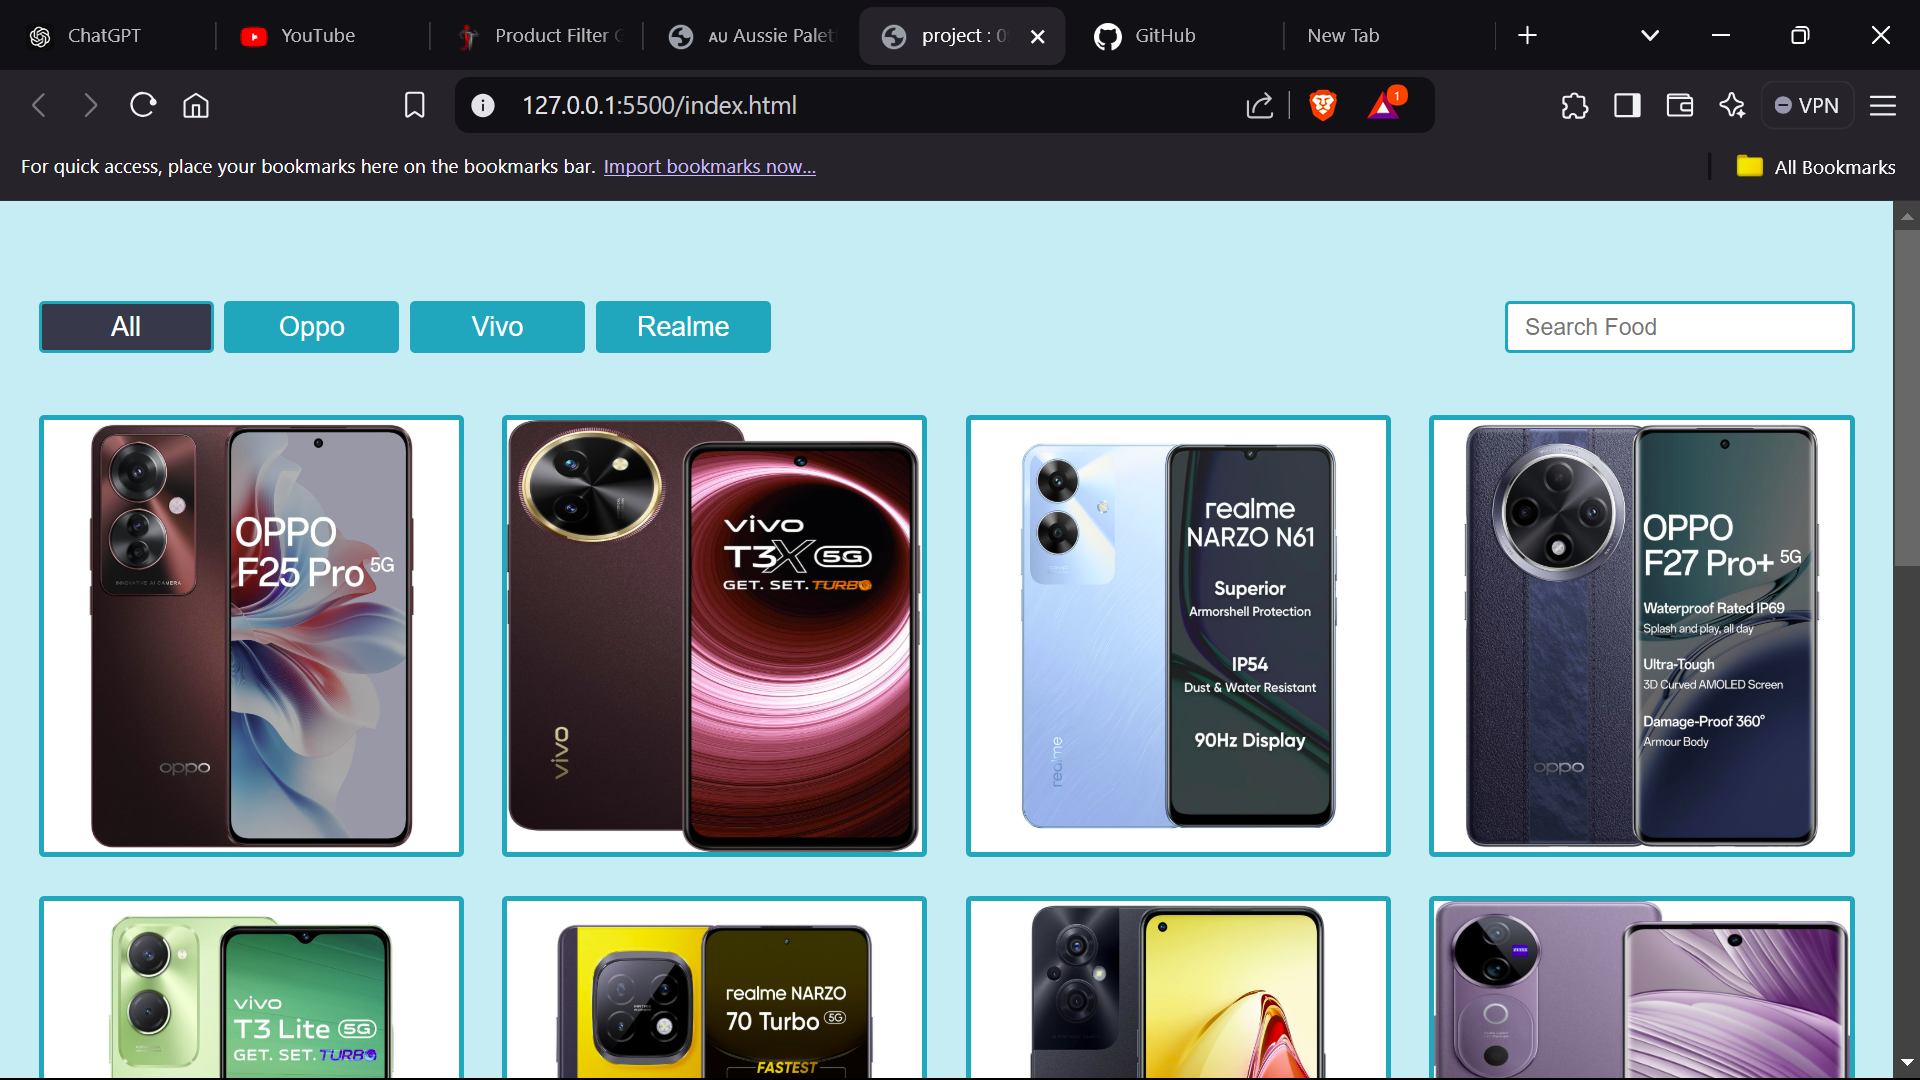 ChatGPT
YouTube
Product Filter
AU Aussie Palet
project : 0
GitHub
New Tab
127.0.0.1:5500/index.html
1
VPN
For quick access, place your bookmarks here on the bookmarks bar. Import bookmarks now...
All Bookmarks
All
Oppo
Vivo
Realme
Search Food
OPPO
F25 Pro 5G
INNOVATIVE AI CAMERA
oppo
vivo
T3X 5G
GET. SET. TURBO
vivo
realme
NARZO N61
Superior
Armorshell Protection
IP54
Dust & Water Resistant
90Hz Display
realme
OPPO
F27 Pro+ 5G
Waterproof Rated IP69
Splash and play, all day
Ultra-Tough
3D Curved AMOLED Screen
Damage-Proof 360°
Armour Body
oppo
vivo
T3 Lite 5G
GET. SET. TURBO
realme NARZO
70 Turbo 5G
FASTEST